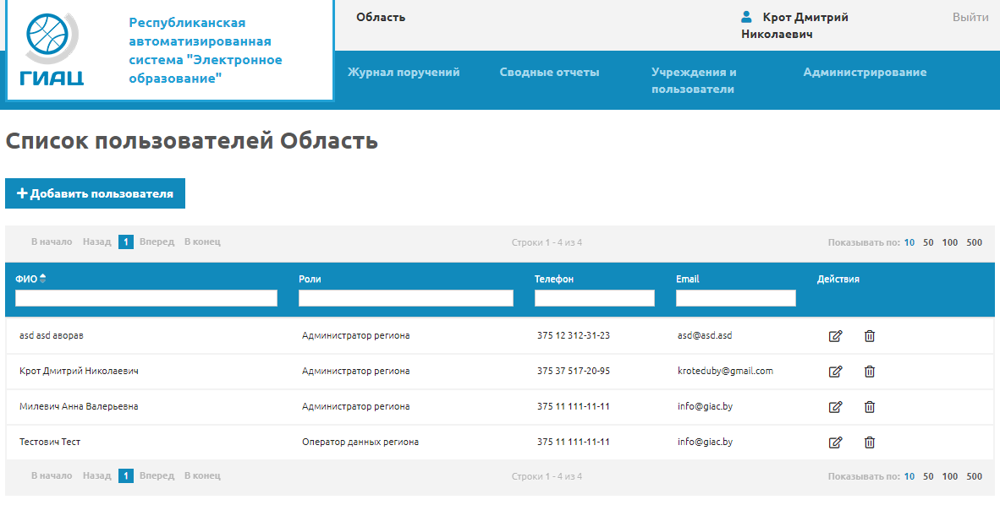 ГИАЦ
Республиканская
автоматизированная
система "Электронное
образование"
Область
Крот Дмитрий
Николаевич
Выйти
Журнал поручений
Сводные отчеты
Учреждения и
пользователи
Администрирование
Список пользователей Область
+ Добавить пользователя
В начало Назад 1 Вперед В конец Строки 1 - 4 из 4 Показывать по: 10 50 100 500
ФИО Роли Телефон Email Действия
asd asd аворав Администратор региона 375 12 312-31-23 asd@asd.asd
Крот Дмитрий Николаевич Администратор региона 375 37 517-20-95 kroteduby@gmail.com
Милевич Анна Валерьевна Администратор региона 375 11 111-11-11 info@giac.by
Тестович Тест Оператор данных региона 375 11 111-11-11 info@giac.by
В начало Назад 1 Вперед В конец Строки 1 - 4 из 4 Показывать по: 10 50 100 500